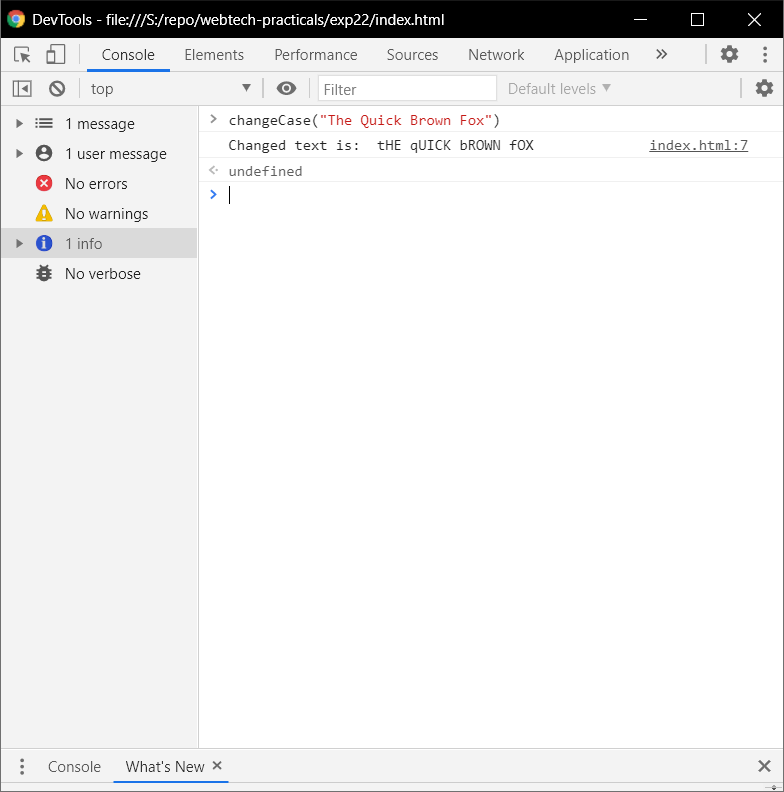 DevTools - file:///S:/repo/webtech-practicals/exp22/index.html
Console Elements Performance Sources Network Application
top Filter Default levels
1 message
1 user message
No errors
No warnings
1 info
No verbose
changeCase("The Quick Brown Fox")
Changed text is:  tHE qUICK bROWN fOX index.html:7
undefined
Console What's New